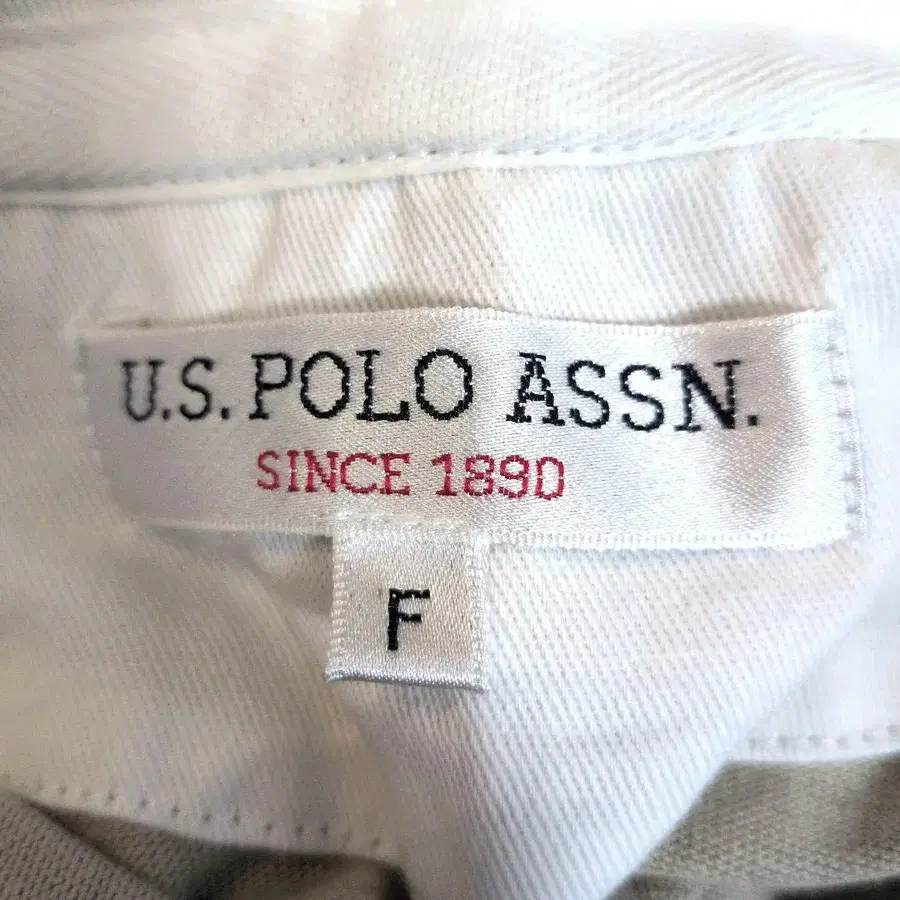 U.S. POLO ASSN.
SINCE 1890
F